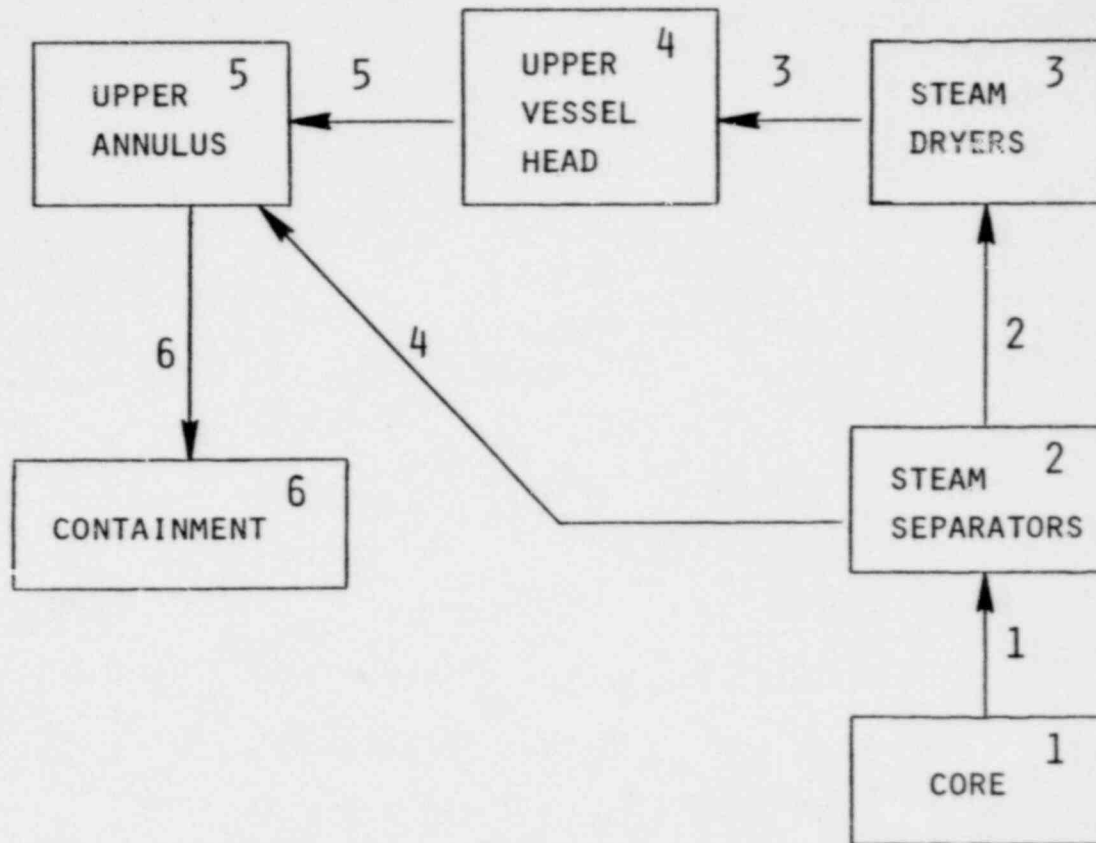 5
UPPER
ANNULUS
5
4
UPPER
VESSEL
HEAD
3
3
STEAM
DRYERS
6
4
2
6
CONTAINMENT
2
STEAM
SEPARATORS
1
1
CORE